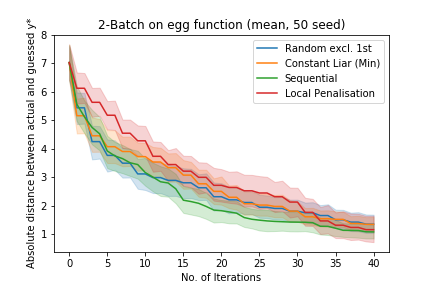 2-Batch on egg function (mean, 50 seed)
Absolute distance between actual and guessed y*
8
7
6
5
4
3
2
1
Random excl. 1st
Constant Liar (Min)
Sequential
Local Penalisation
0 5 10 15 20 25 30 35 40
No. of Iterations